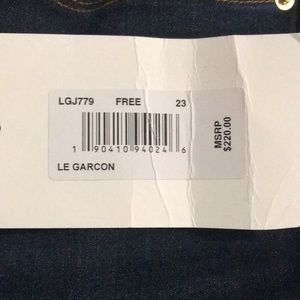 LGJ779 FREE 23
1 90410 94024 6
LE GARCON
MSRP
$220.00